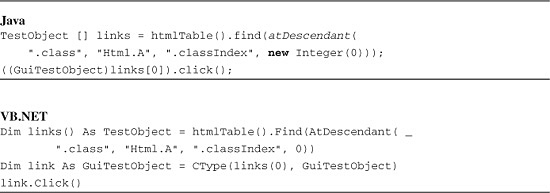 Java
TestObject [] links = htmlTable().find(atDescendant(
".class", "Html.A", ".classIndex", new Integer(0)));
((GuiTestObject)links[0]).click();
VB.NET
Dim links() As TestObject = htmlTable().Find(AtDescendant( _
".class", "Html.A", ".classIndex", 0))
Dim link As GuiTestObject = CType(links(0), GuiTestObject)
link.Click()